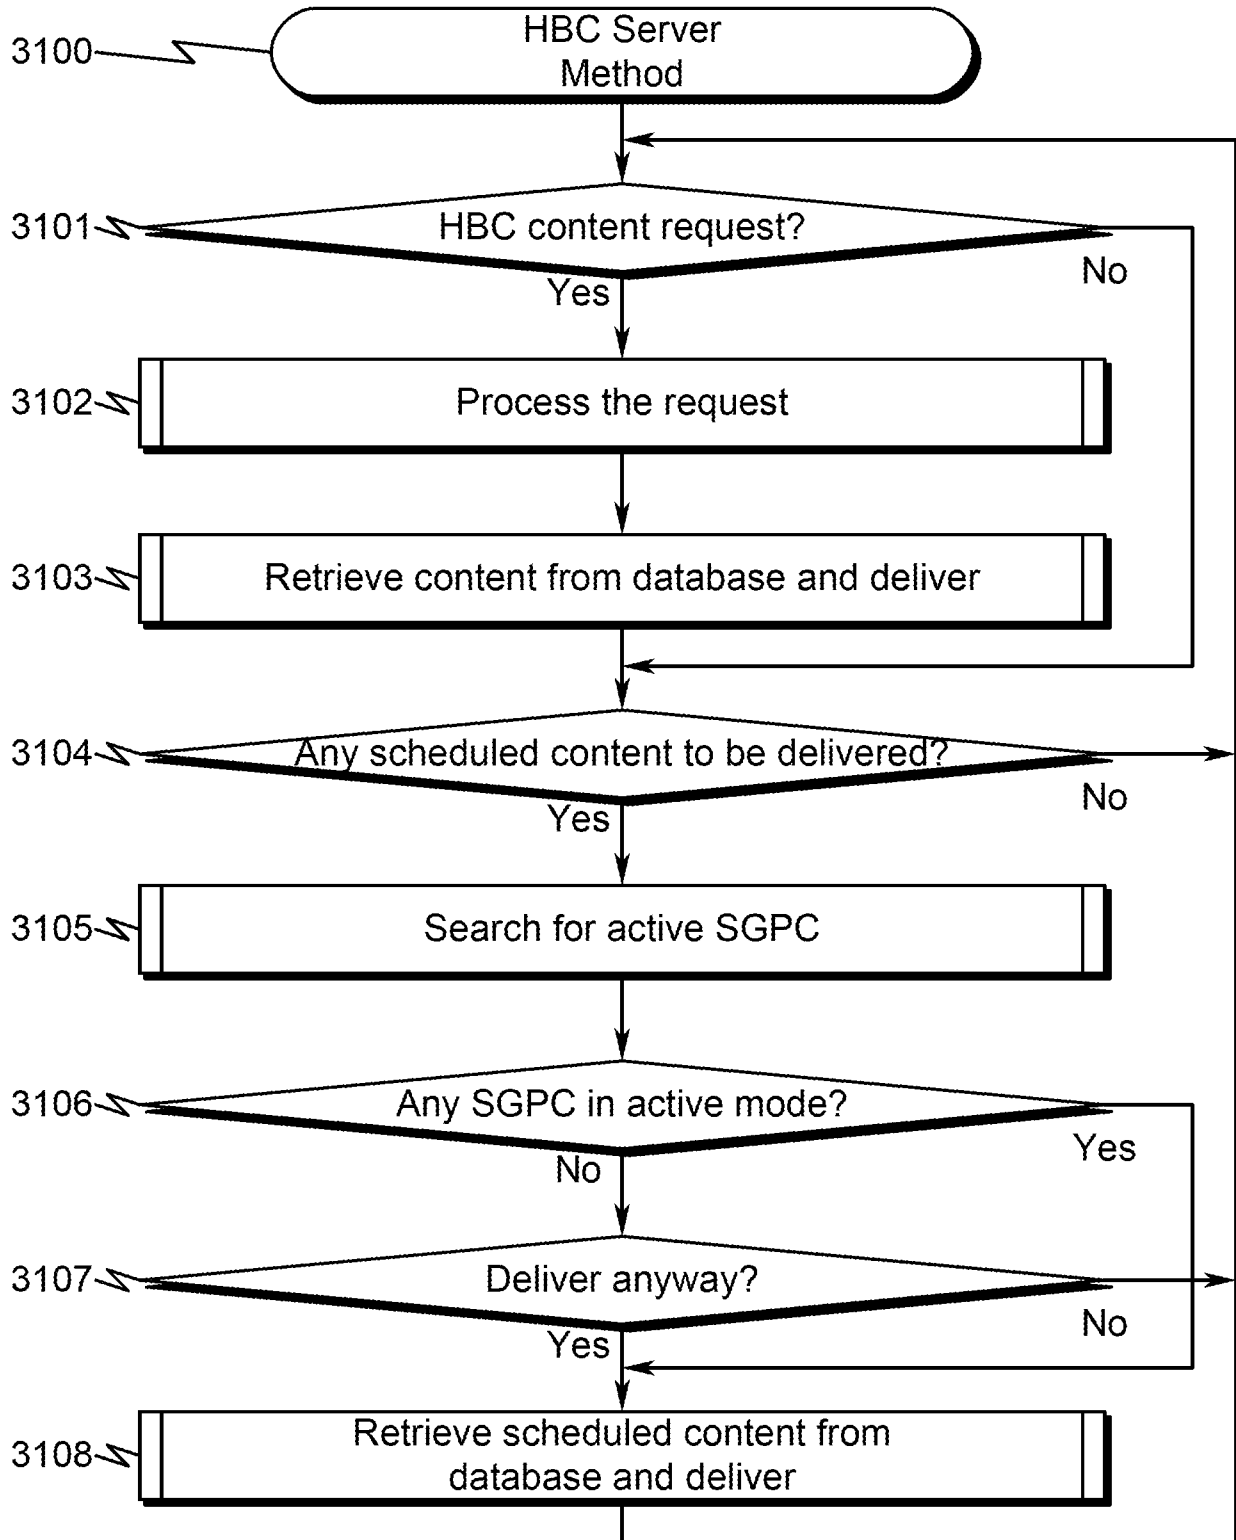 3100
HBC Server
Method
3101
HBC content request?
No
Yes
3102
Process the request
3103
Retrieve content from database and deliver
3104
Any scheduled content to be delivered?
No
Yes
3105
Search for active SGPC
3106
Any SGPC in active mode?
Yes
No
3107
Deliver anyway?
No
Yes
3108
Retrieve scheduled content from
database and deliver